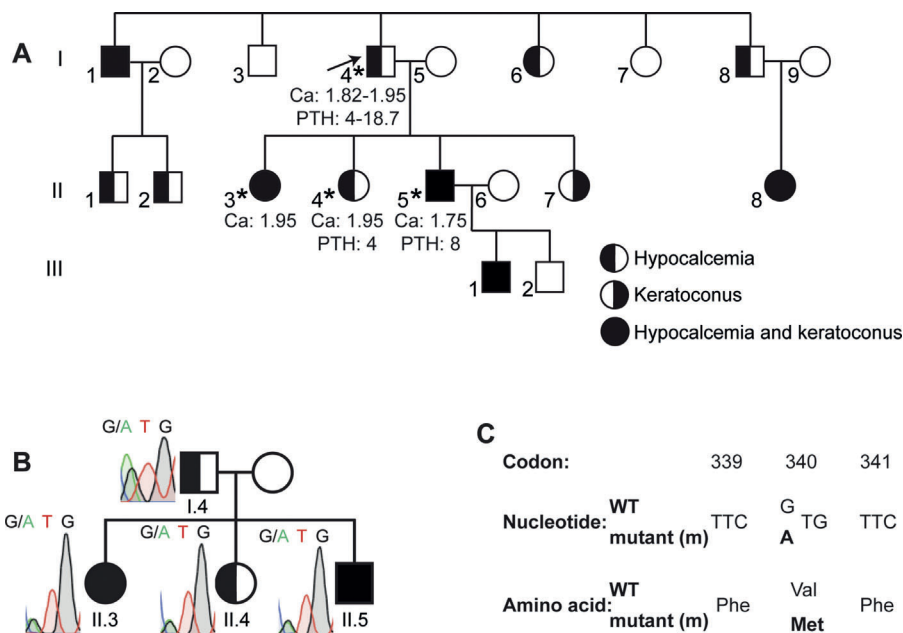 A
I
1
2
3
4*
5
6
7
8
9
Ca: 1.82-1.95
PTH: 4-18.7
II
1
2
3*
4*
5*
6
7
8
Ca: 1.95
Ca: 1.95
Ca: 1.75
PTH: 4
PTH: 8
III
1
2
Hypocalcemia
Keratoconus
Hypocalcemia and keratoconus
B
G/A T G
I.4
G/A T G
G/A T G
G/A T G
II.3
II.4
II.5
C
Codon: 339 340 341
Nucleotide: WT mutant (m) TTC G A TG TTC
Amino acid: WT mutant (m) Phe Val Met Phe